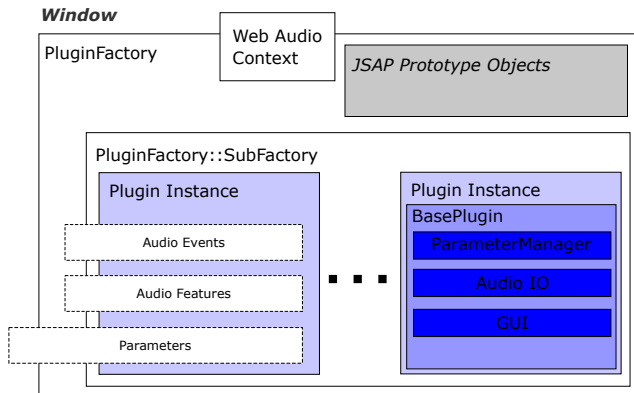 Window
PluginFactory
Web Audio
Context
JSAP Prototype Objects
PluginFactory::SubFactory
Plugin Instance
Audio Events
Audio Features
Parameters
Plugin Instance
BasePlugin
ParameterManager
Audio IO
GUI